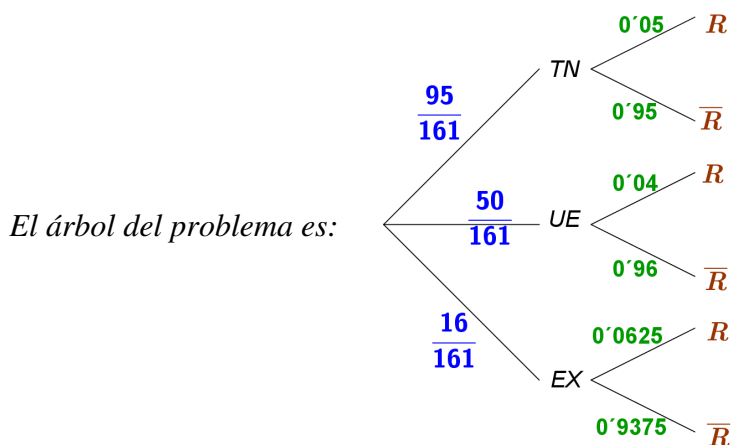 0´05 R
TN
95
161
0´95 R̅
0´04 R
El árbol del problema es:
50
161
UE
0´96 R̅
16
161
0´0625 R
EX
0´9375 R̅